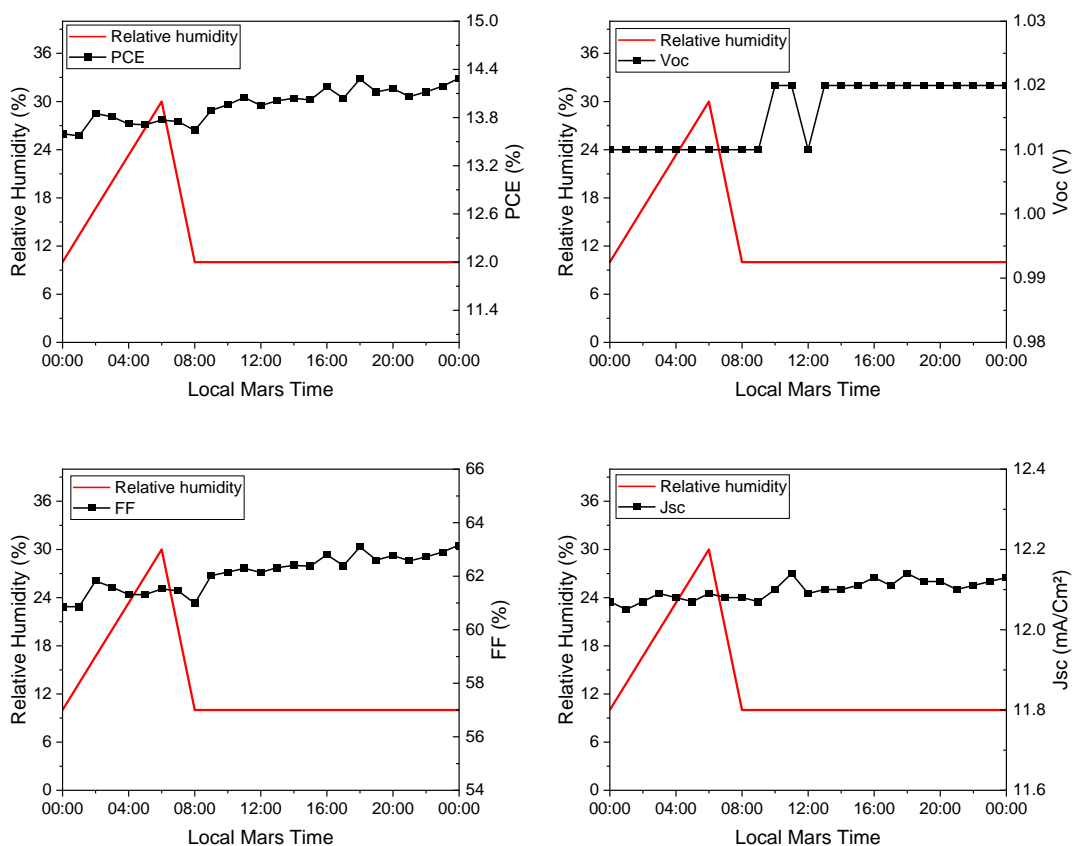 Relative humidity
PCE
Relative Humidity (%)
0
6
12
18
24
30
36
PCE (%)
11.4
12.0
12.6
13.2
13.8
14.4
15.0
00:00 04:00 08:00 12:00 16:00 20:00 00:00
Local Mars Time
Relative humidity
Voc
Relative Humidity (%)
0
6
12
18
24
30
36
Voc (V)
0.98
0.99
1.00
1.01
1.02
1.03
00:00 04:00 08:00 12:00 16:00 20:00 00:00
Local Mars Time
Relative humidity
FF
Relative Humidity (%)
0
6
12
18
24
30
36
FF (%)
54
56
58
60
62
64
66
00:00 04:00 08:00 12:00 16:00 20:00 00:00
Local Mars Time
Relative humidity
Jsc
Relative Humidity (%)
0
6
12
18
24
30
36
Jsc (mA/Cm²)
11.6
11.8
12.0
12.2
12.4
00:00 04:00 08:00 12:00 16:00 20:00 00:00
Local Mars Time